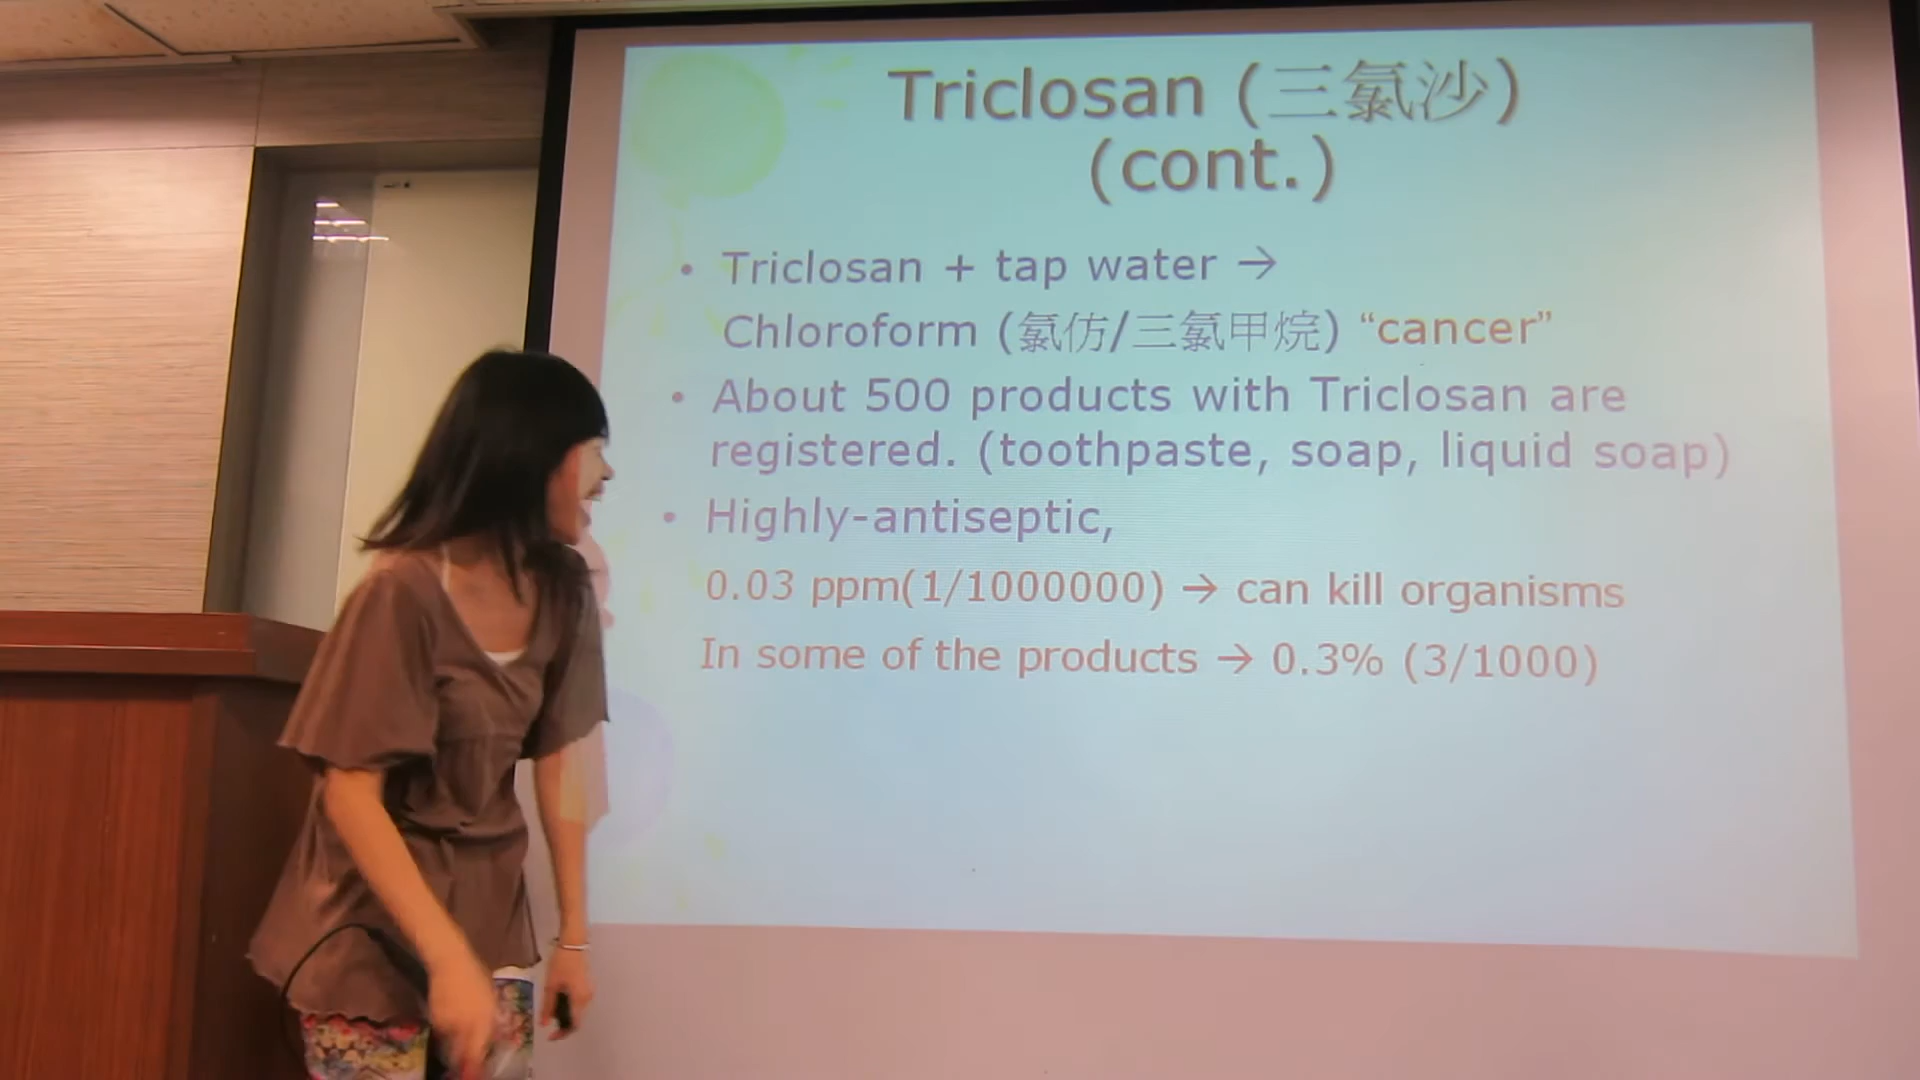 Triclosan (三氯沙)
(cont.)
• Triclosan + tap water →
Chloroform (氯仿/三氯甲烷) “cancer”
• About 500 products with Triclosan are
registered. (toothpaste, soap, liquid soap)
• Highly-antiseptic,
0.03 ppm(1/1000000) → can kill organisms
In some of the products → 0.3% (3/1000)